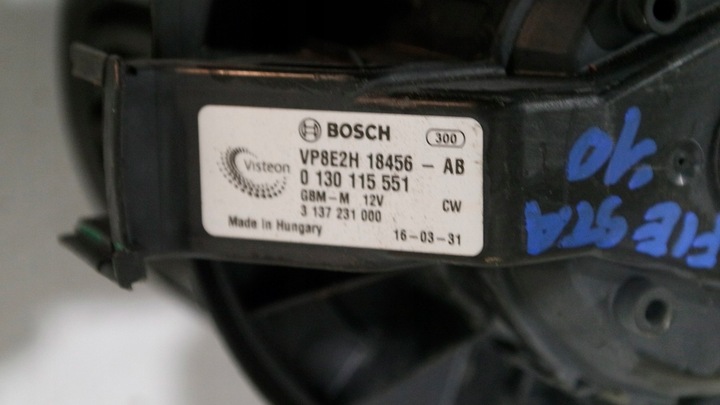 BOSCH 300
Visteon
VP8E2H 18456 - AB
0 130 115 551
GBM-M 12V CW
3 137 231 000
Made in Hungary 16-03-31
FIESTA '10